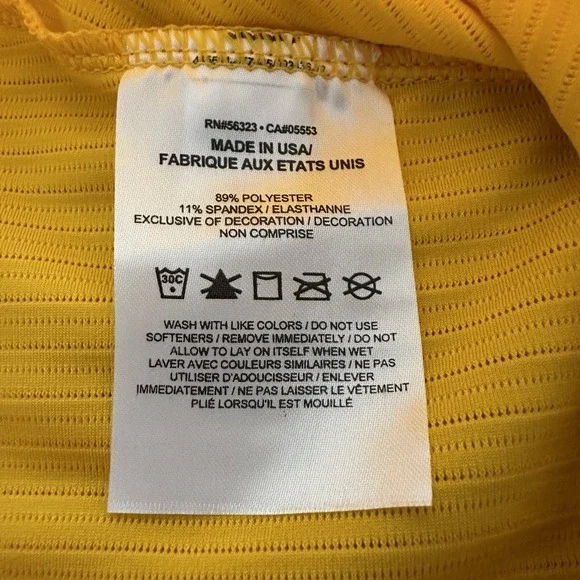 RN#56323 • CA#05553
MADE IN USA/
FABRIQUE AUX ETATS UNIS
89% POLYESTER
11% SPANDEX / ELASTHANNE
EXCLUSIVE OF DECORATION / DECORATION
NON COMPRISE
30C
WASH WITH LIKE COLORS / DO NOT USE
SOFTENERS / REMOVE IMMEDIATELY / DO NOT
ALLOW TO LAY ON ITSELF WHEN WET
LAVER AVEC COULEURS SIMILAIRES / NE PAS
UTILISER D'ADOUCISSEUR / ENLEVER
IMMEDIATEMENT / NE PAS LAISSER LE VÊTEMENT
PLIÉ LORSQU'IL EST MOUILLÉ